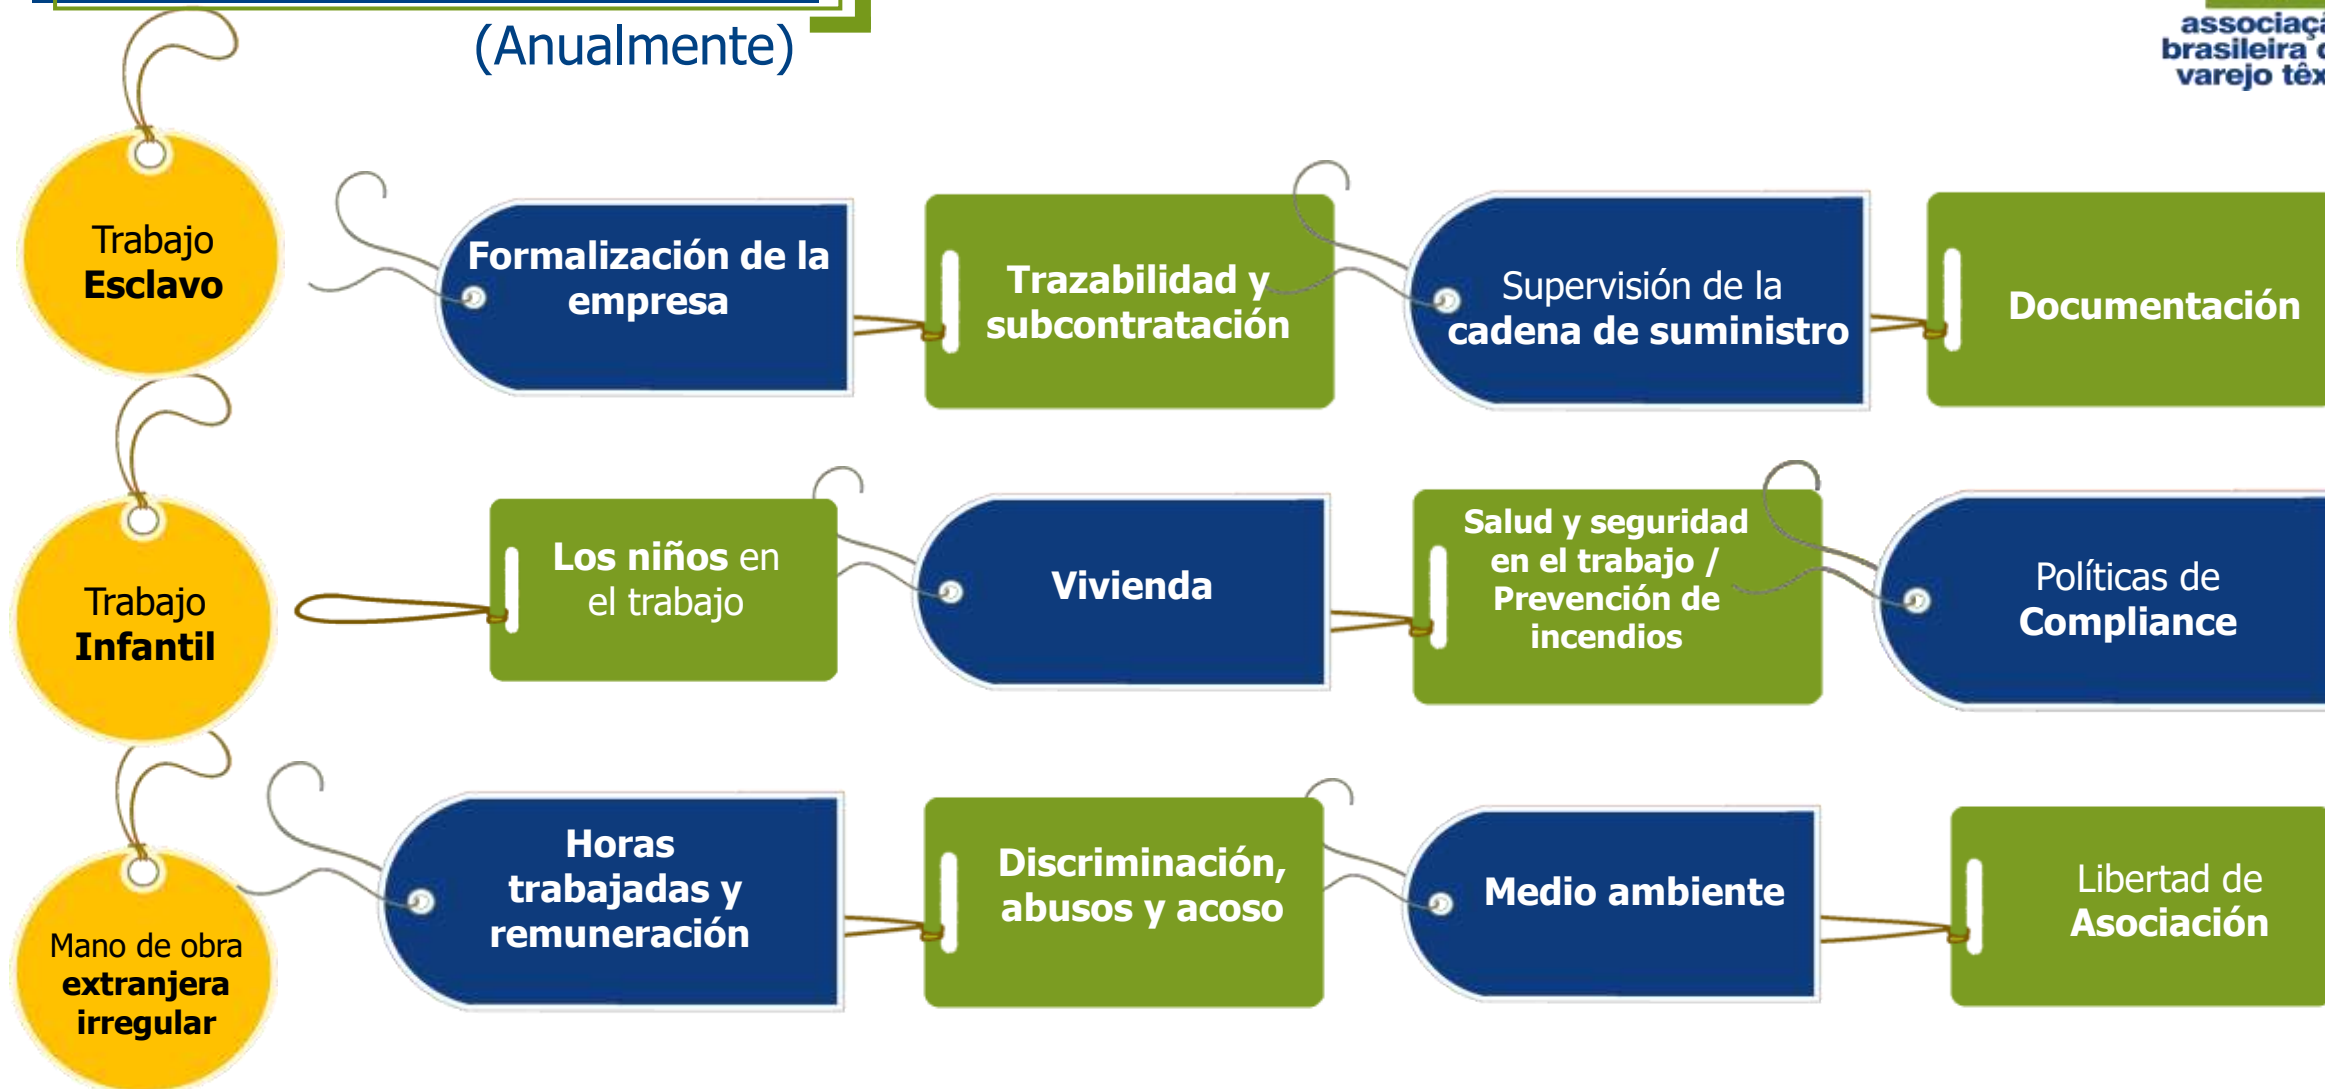 (Anualmente)
brasileira
varejo
Trabajo
Esclavo
Formalización de la
empresa
Trazabilidad y
subcontratación
Supervisión de la
cadena de suministro
Documentación
Trabajo
Infantil
Los niños en
el trabajo
Vivienda
Salud y seguridad
en el trabajo /
Prevención de
incendios
Políticas de
Compliance
Mano de obra
extranjera
irregular
Horas
trabajadas y
remuneración
Discriminación,
abusos y acoso
Medio ambiente
Libertad de
Asociación